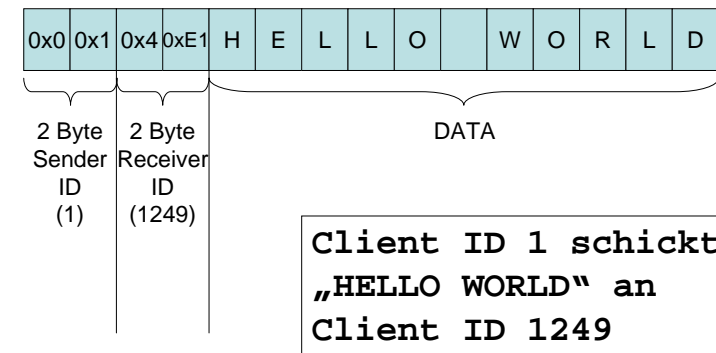 0x0 0x1 0x4 0xE1 H E L L O W O R L D
2 Byte
Sender
ID
(1)
2 Byte
Receiver
ID
(1249)
DATA
Client ID 1 schickt
„HELLO WORLD“ an
Client ID 1249